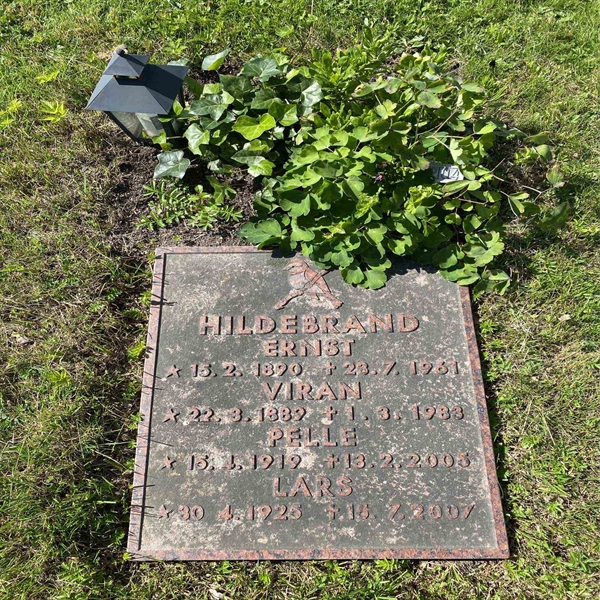 HILDEBRAND
ERNST
★ 15. 2. 1890 ✝ 28. 7. 1961
VIRAN
★ 22. 3. 1889 ✝ 1. 3. 1983
PELLE
★ 15. 1. 1919 ✝ 13. 2. 2005
LARS
★ 30 4. 1925 ✝ 15. 7. 2007